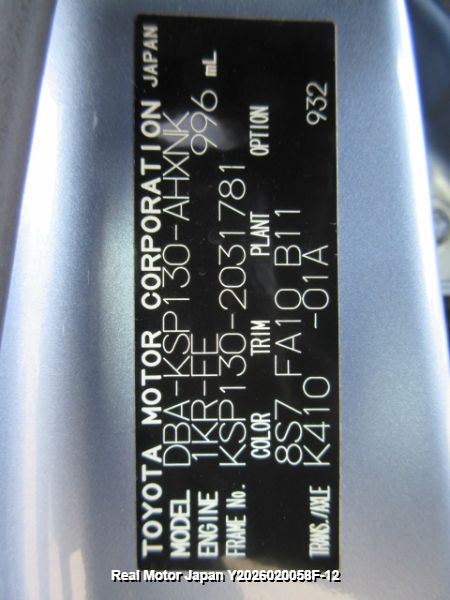 TOYOTA MOTOR CORPORATION JAPAN
MODEL DBA-KSP130-AHXNK
ENGINE 1KR-FE 996 mL
FRAME No. KSP130-2031781
COLOR TRIM PLANT OPTION
8S7 FA10 B11
TRANS./AXLE K410 -01A 932
Real Motor Japan Y2026020058F-12